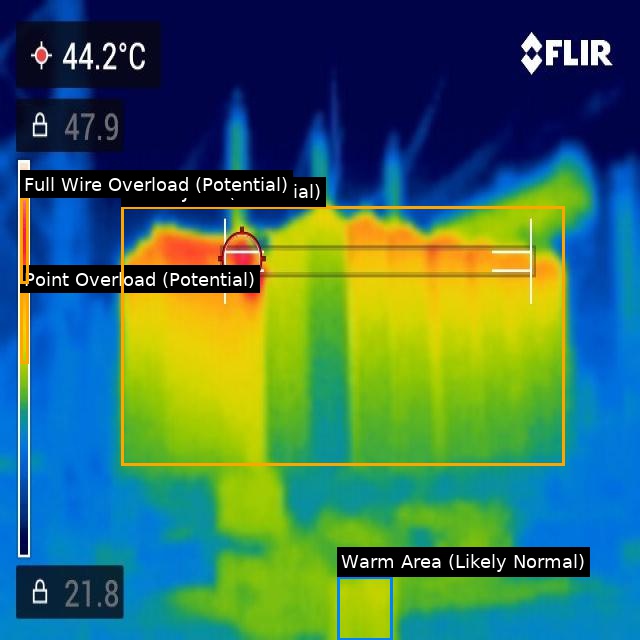 44.2°C
FLIR
47.9
Full Wire Overload (Potential)
ial)
Point Overload (Potential)
Warm Area (Likely Normal)
21.8